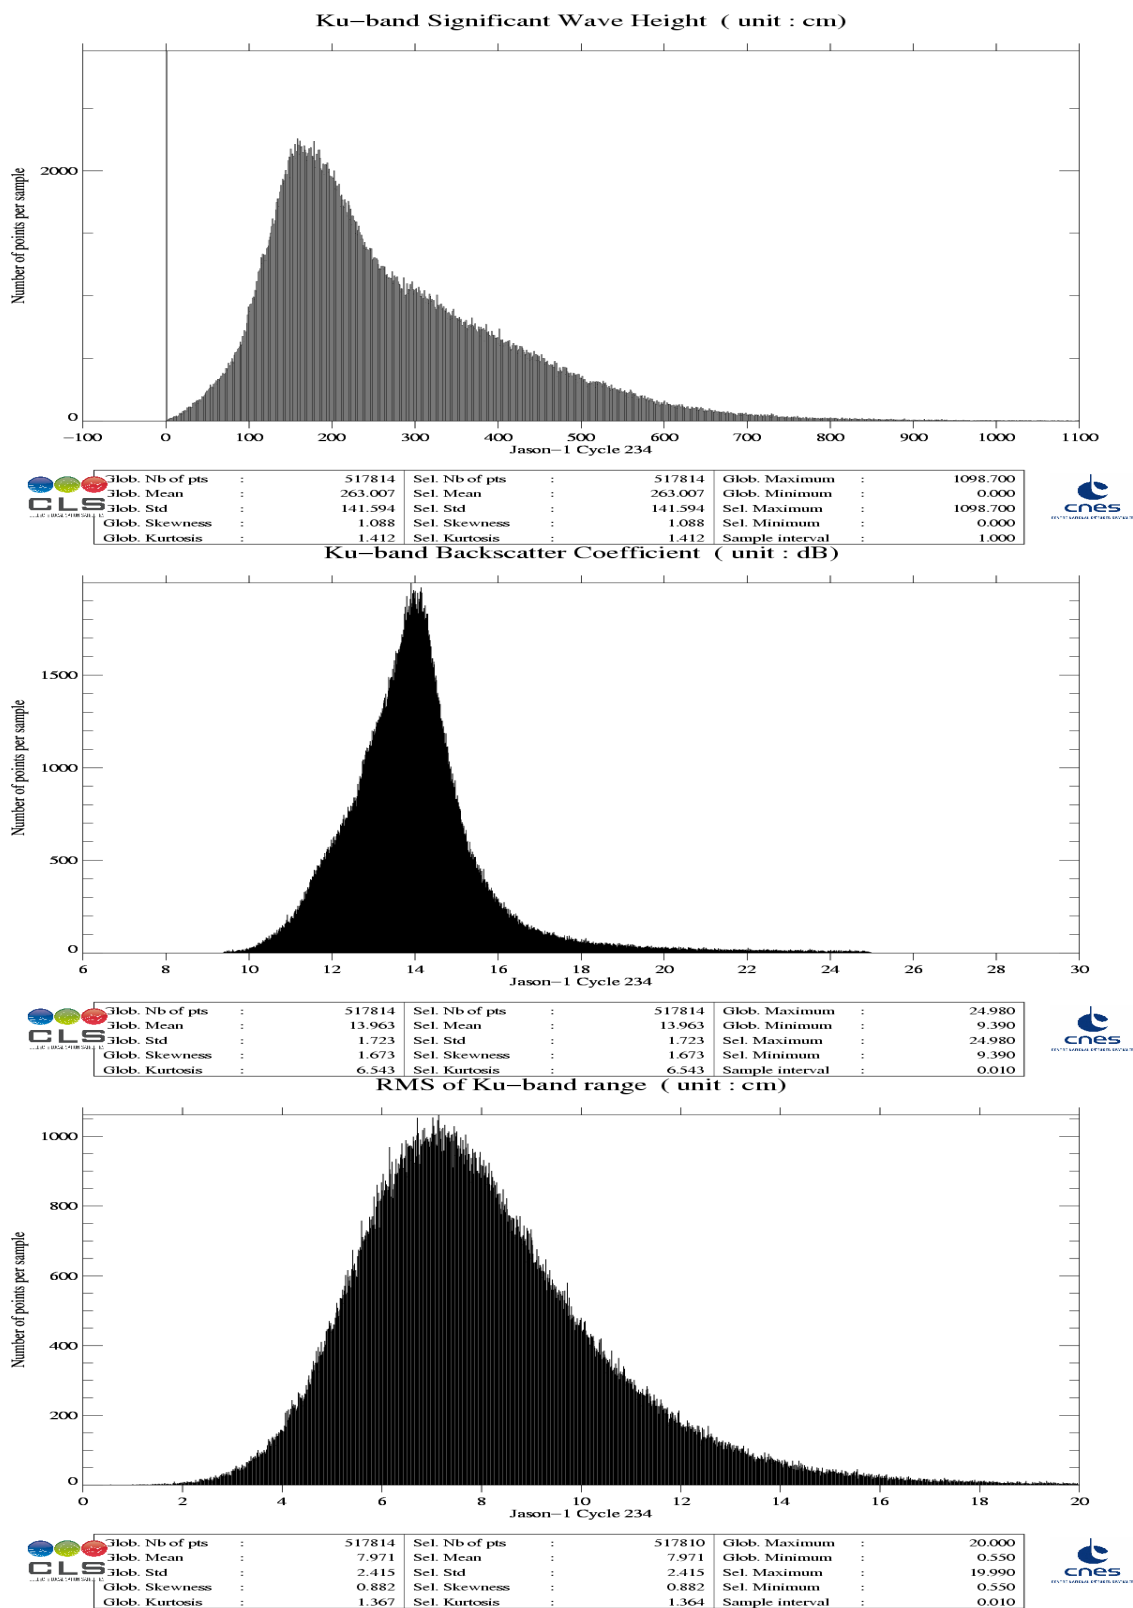 Ku-band Significant Wave Height ( unit : cm)
Number of points per sample
2000
1000
0
-100 0 100 200 300 400 500 600 700 800 900 1000 1100
Jason-1 Cycle 234
CLS
Glob. Nb of pts : 517814 Sel. Nb of pts : 517814 Glob. Maximum : 1098.700
Glob. Mean : 263.007 Sel. Mean : 263.007 Glob. Minimum : 0.000
Glob. Std : 141.594 Sel. Std : 141.594 Sel. Maximum : 1098.700
Glob. Skewness : 1.088 Sel. Skewness : 1.088 Sel. Minimum : 0.000
Glob. Kurtosis : 1.412 Sel. Kurtosis : 1.412 Sample interval : 1.000
cnes
Ku-band Backscatter Coefficient ( unit : dB)
Number of points per sample
1500
1000
500
0
6 8 10 12 14 16 18 20 22 24 26 28 30
Jason-1 Cycle 234
CLS
Glob. Nb of pts : 517814 Sel. Nb of pts : 517814 Glob. Maximum : 24.980
Glob. Mean : 13.963 Sel. Mean : 13.963 Glob. Minimum : 9.390
Glob. Std : 1.723 Sel. Std : 1.723 Sel. Maximum : 24.980
Glob. Skewness : 1.673 Sel. Skewness : 1.673 Sel. Minimum : 9.390
Glob. Kurtosis : 6.543 Sel. Kurtosis : 6.543 Sample interval : 0.010
cnes
RMS of Ku-band range ( unit : cm)
Number of points per sample
1000
800
600
400
200
0
0 2 4 6 8 10 12 14 16 18 20
Jason-1 Cycle 234
CLS
Glob. Nb of pts : 517814 Sel. Nb of pts : 517810 Glob. Maximum : 20.000
Glob. Mean : 7.971 Sel. Mean : 7.971 Glob. Minimum : 0.550
Glob. Std : 2.415 Sel. Std : 2.415 Sel. Maximum : 19.990
Glob. Skewness : 0.882 Sel. Skewness : 0.882 Sel. Minimum : 0.550
Glob. Kurtosis : 1.367 Sel. Kurtosis : 1.364 Sample interval : 0.010
cnes